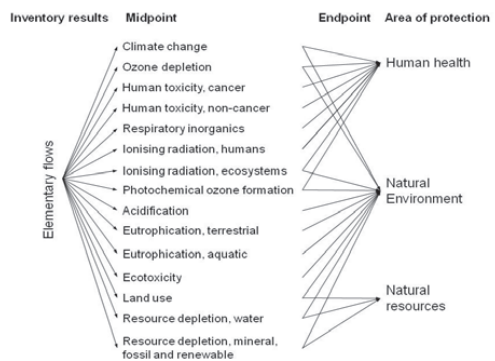 Inventory results Midpoint Endpoint Area of protection
Elementary flows
Climate change
Ozone depletion
Human toxicity, cancer
Human toxicity, non-cancer
Respiratory inorganics
Ionising radiation, humans
Ionising radiation, ecosystems
Photochemical ozone formation
Acidification
Eutrophication, terrestrial
Eutrophication, aquatic
Ecotoxicity
Land use
Resource depletion, water
Resource depletion, mineral,
fossil and renewable
Human health
Natural
Environment
Natural
resources